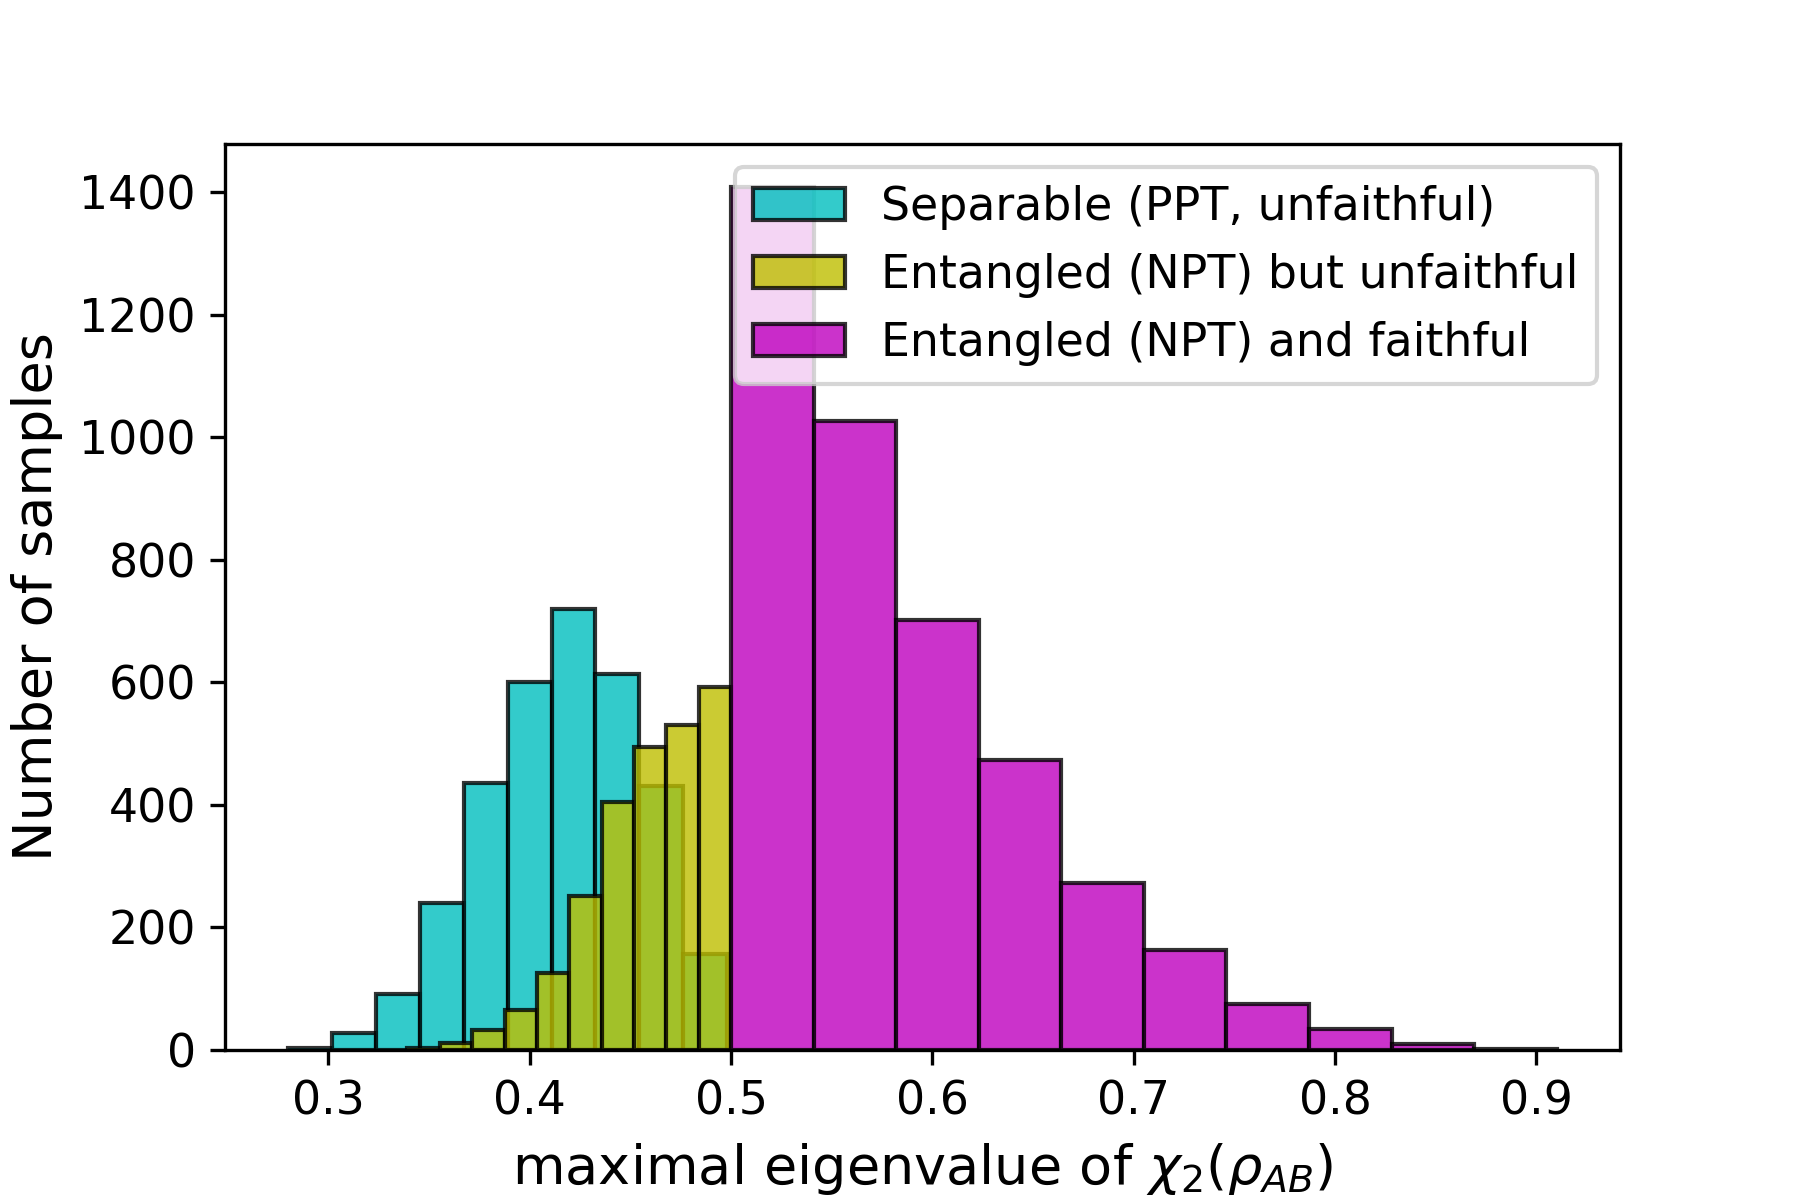 Separable (PPT, unfaithful)
Entangled (NPT) but unfaithful
Entangled (NPT) and faithful
1400
1200
1000
800
600
400
200
0
Number of samples
0.3 0.4 0.5 0.6 0.7 0.8 0.9
maximal eigenvalue of χ₂(ρ_AB)